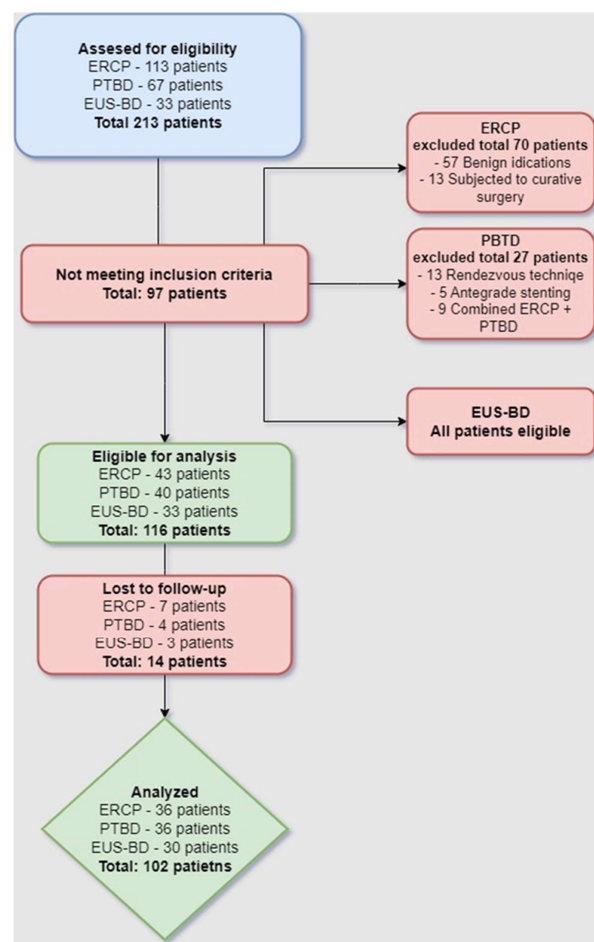 Assesed for eligibility
ERCP - 113 patients
PTBD - 67 patients
EUS-BD - 33 patients
Total 213 patients
ERCP
excluded total 70 patients
- 57 Benign idications
- 13 Subjected to curative
surgery
Not meeting inclusion criteria
Total: 97 patients
PBTD
excluded total 27 patients
- 13 Rendezvous techniqe
- 5 Antegrade stenting
- 9 Combined ERCP +
PTBD
EUS-BD
All patients eligible
Eligible for analysis
ERCP - 43 patients
PTBD - 40 patients
EUS-BD - 33 patients
Total: 116 patients
Lost to follow-up
ERCP - 7 patients
PTBD - 4 patients
EUS-BD - 3 patients
Total: 14 patients
Analyzed
ERCP - 36 patients
PTBD - 36 patients
EUS-BD - 30 patients
Total: 102 patietns